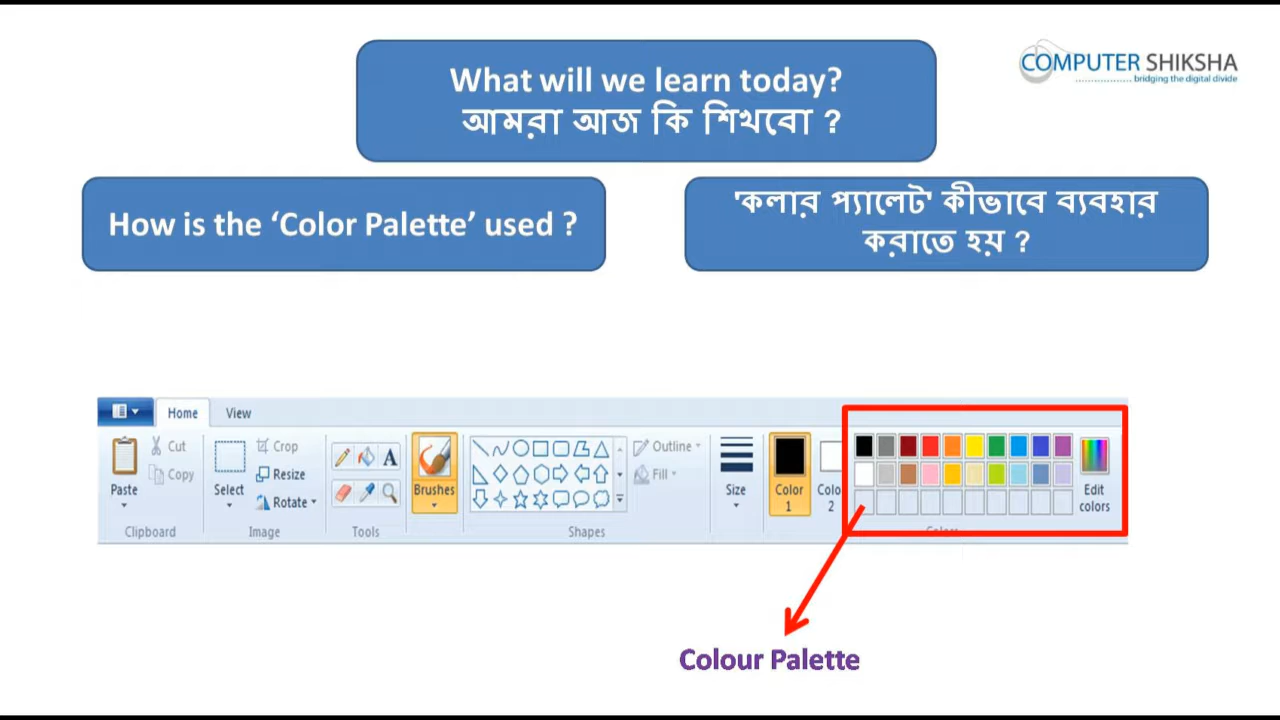 What will we learn today?
আমরা আজ কি শিখবো ?
COMPUTER SHIKSHA
bridging the digital divide
How is the ‘Color Palette’ used ?
'কলার প্যালেট' কীভাবে ব্যবহার
করাতে হয় ?
Home View
Cut
Copy
Paste
Clipboard
Crop
Resize
Rotate
Select
Image
A
Tools
Brushes
Outline
Fill
Shapes
Size
Color
1
Colo
2
Edit
colors
Colour Palette